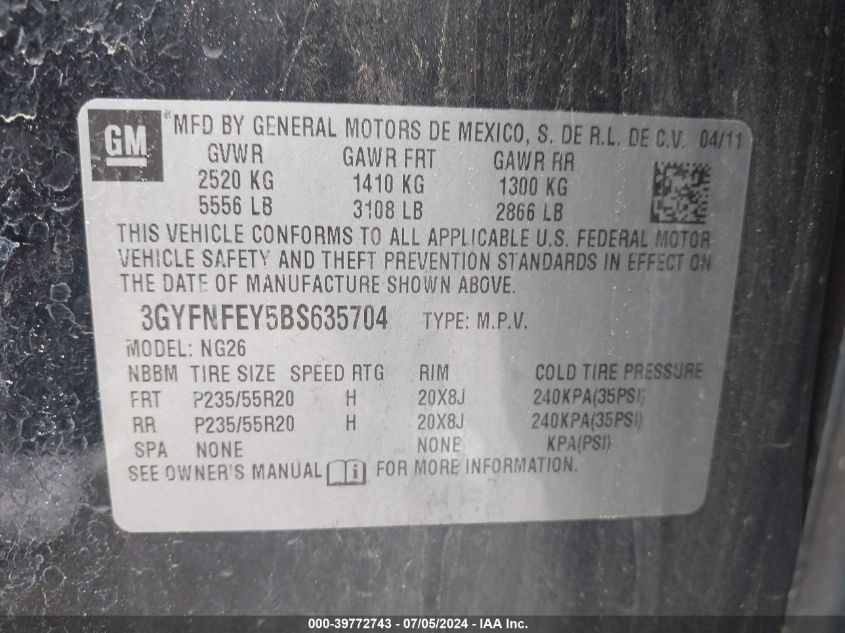 GM
® MFD BY GENERAL MOTORS DE MEXICO, S. DE R.L. DE C.V. 04/11
GVWR GAWR FRT GAWR RR
2520 KG 1410 KG 1300 KG
5556 LB 3108 LB 2866 LB
THIS VEHICLE CONFORMS TO ALL APPLICABLE U.S. FEDERAL MOTOR
VEHICLE SAFETY AND THEFT PREVENTION STANDARDS IN EFFECT ON
THE DATE OF MANUFACTURE SHOWN ABOVE.
3GYFNFEY5BS635704 TYPE: M.P.V.
MODEL: NG26
NBBM TIRE SIZE SPEED RTG RIM COLD TIRE PRESSURE
FRT P235/55R20 H 20X8J 240KPA(35PSI)
RR P235/55R20 H 20X8J 240KPA(35PSI)
SPA NONE NONE KPA(PSI)
SEE OWNER'S MANUAL i FOR MORE INFORMATION.
000-39772743 - 07/05/2024 - IAA Inc.